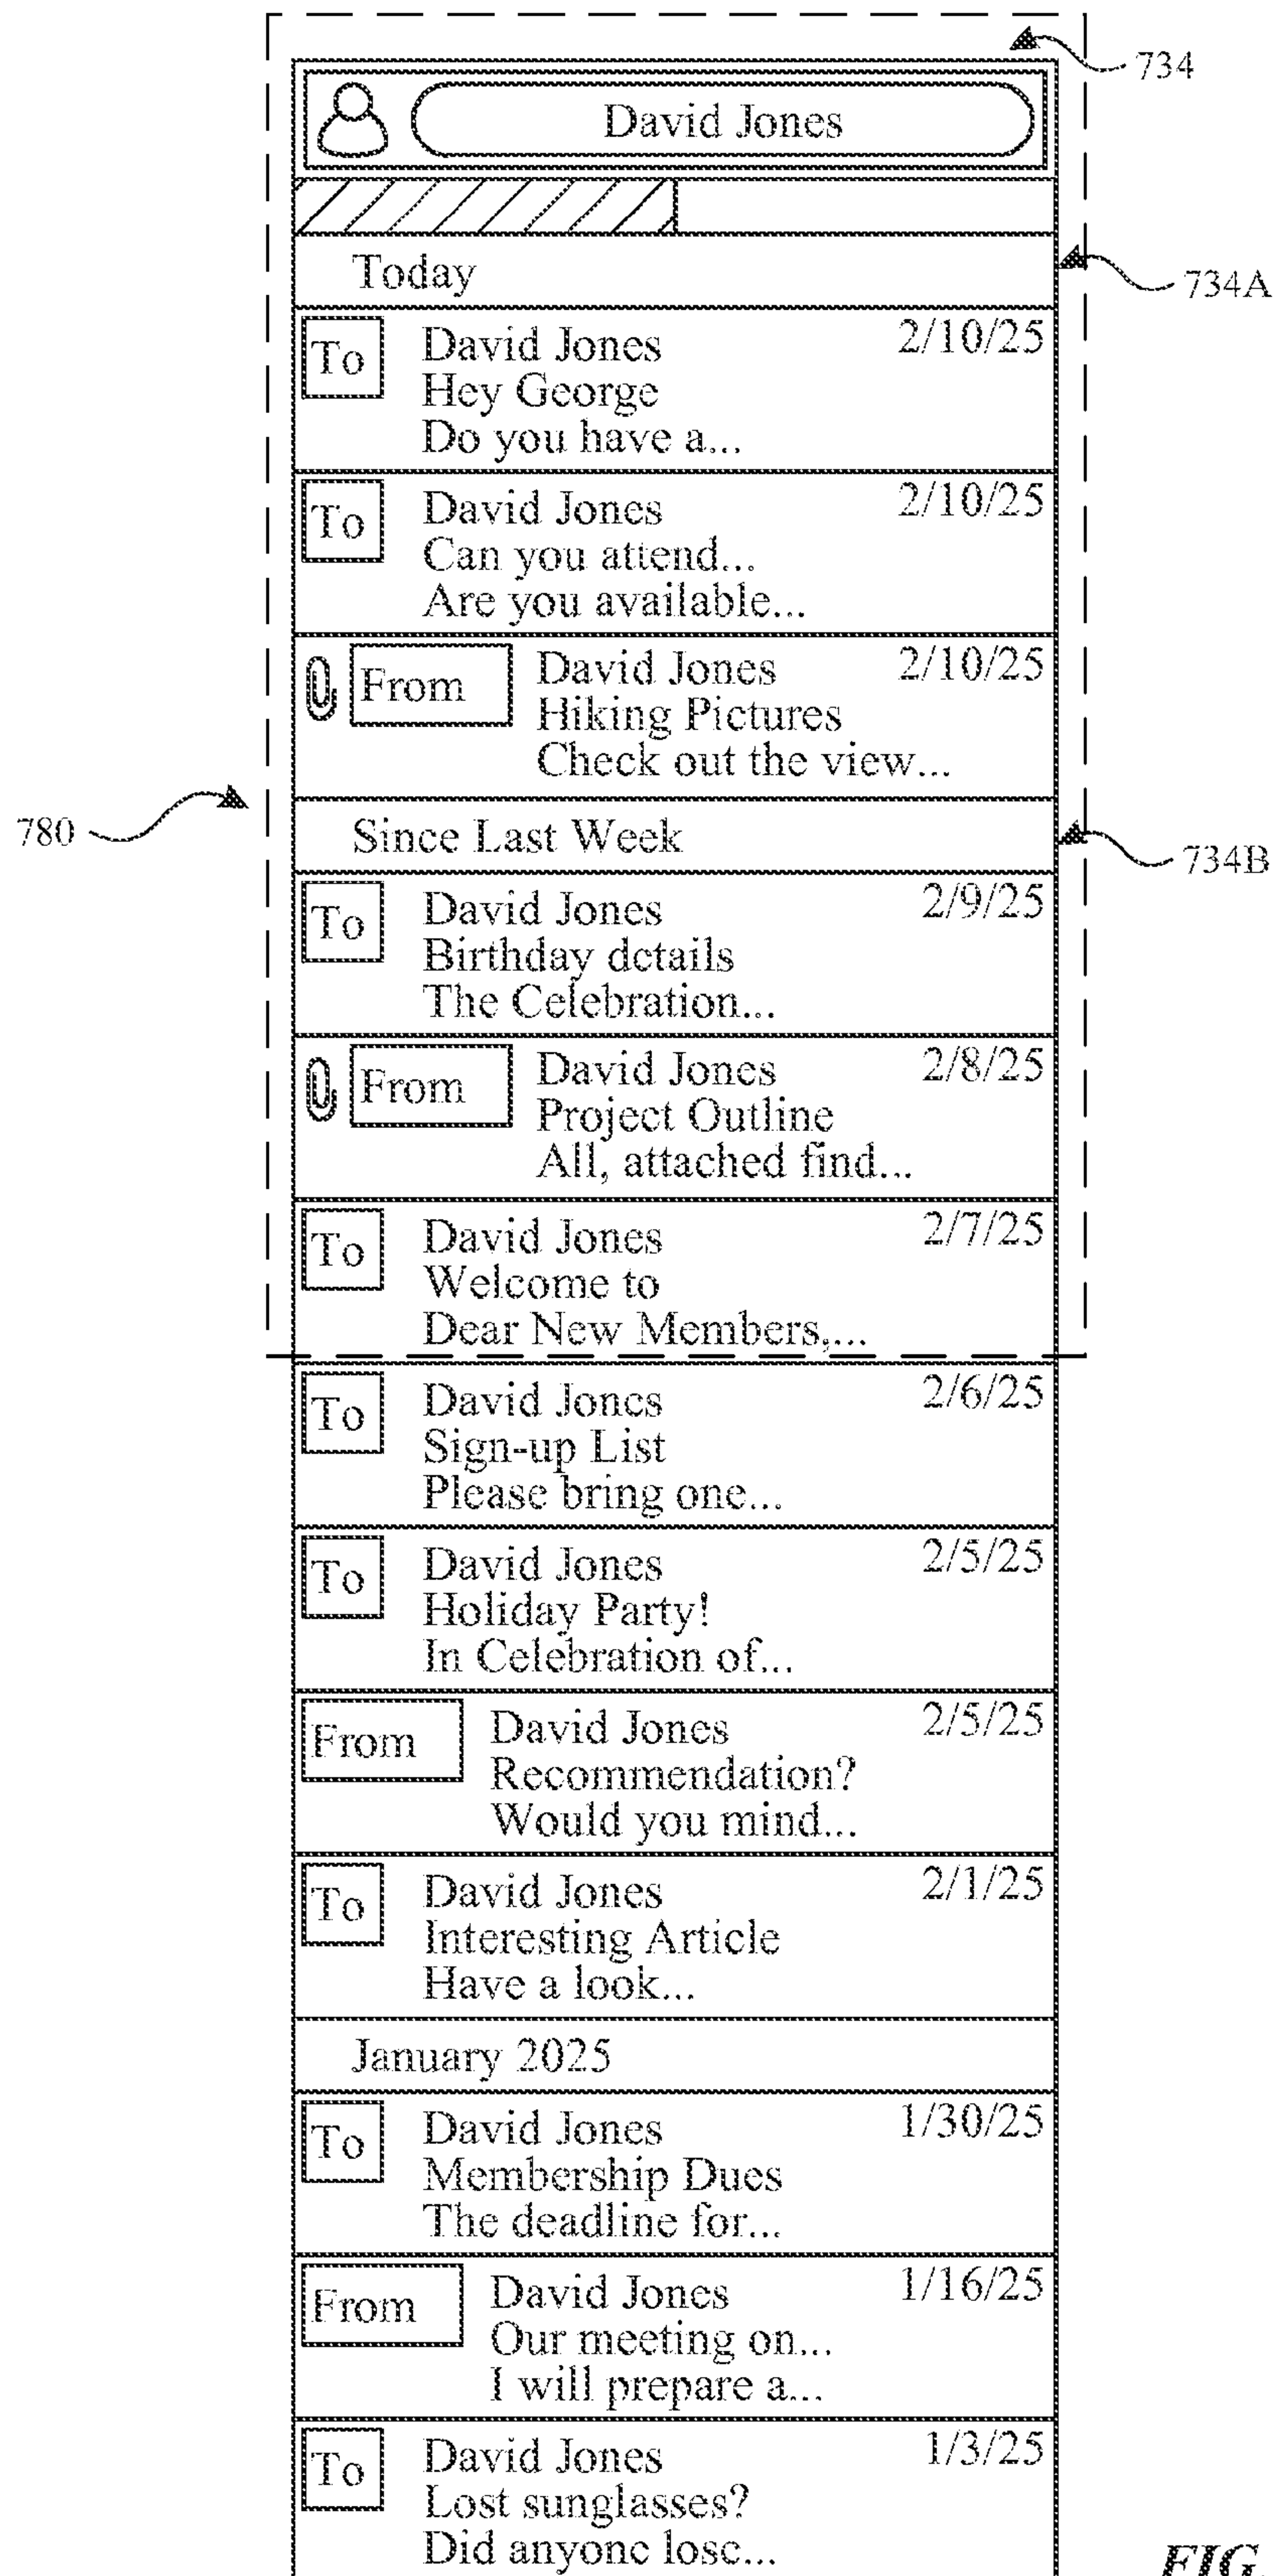 734
David Jones
Today
734A
To
David Jones
2/10/25
Hey George
Do you have a...
To
David Jones
2/10/25
Can you attend...
Are you available...
From
David Jones
2/10/25
Hiking Pictures
Check out the view...
780
Since Last Week
734B
To
David Jones
2/9/25
Birthday details
The Celebration...
From
David Jones
2/8/25
Project Outline
All, attached find...
To
David Jones
2/7/25
Welcome to
Dear New Members,...
To
David Jones
2/6/25
Sign-up List
Please bring one...
To
David Jones
2/5/25
Holiday Party!
In Celebration of...
From
David Jones
2/5/25
Recommendation?
Would you mind...
To
David Jones
2/1/25
Interesting Article
Have a look...
January 2025
To
David Jones
1/30/25
Membership Dues
The deadline for...
From
David Jones
1/16/25
Our meeting on...
I will prepare a...
To
David Jones
1/3/25
Lost sunglasses?
Did anyone lose...
FIG.